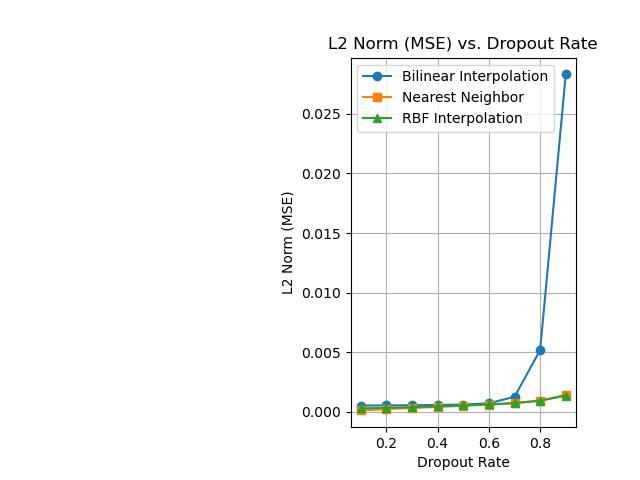 L2 Norm (MSE) vs. Dropout Rate
Bilinear Interpolation
Nearest Neighbor
RBF Interpolation
L2 Norm (MSE)
0.025
0.020
0.015
0.010
0.005
0.000
0.2 0.4 0.6 0.8
Dropout Rate